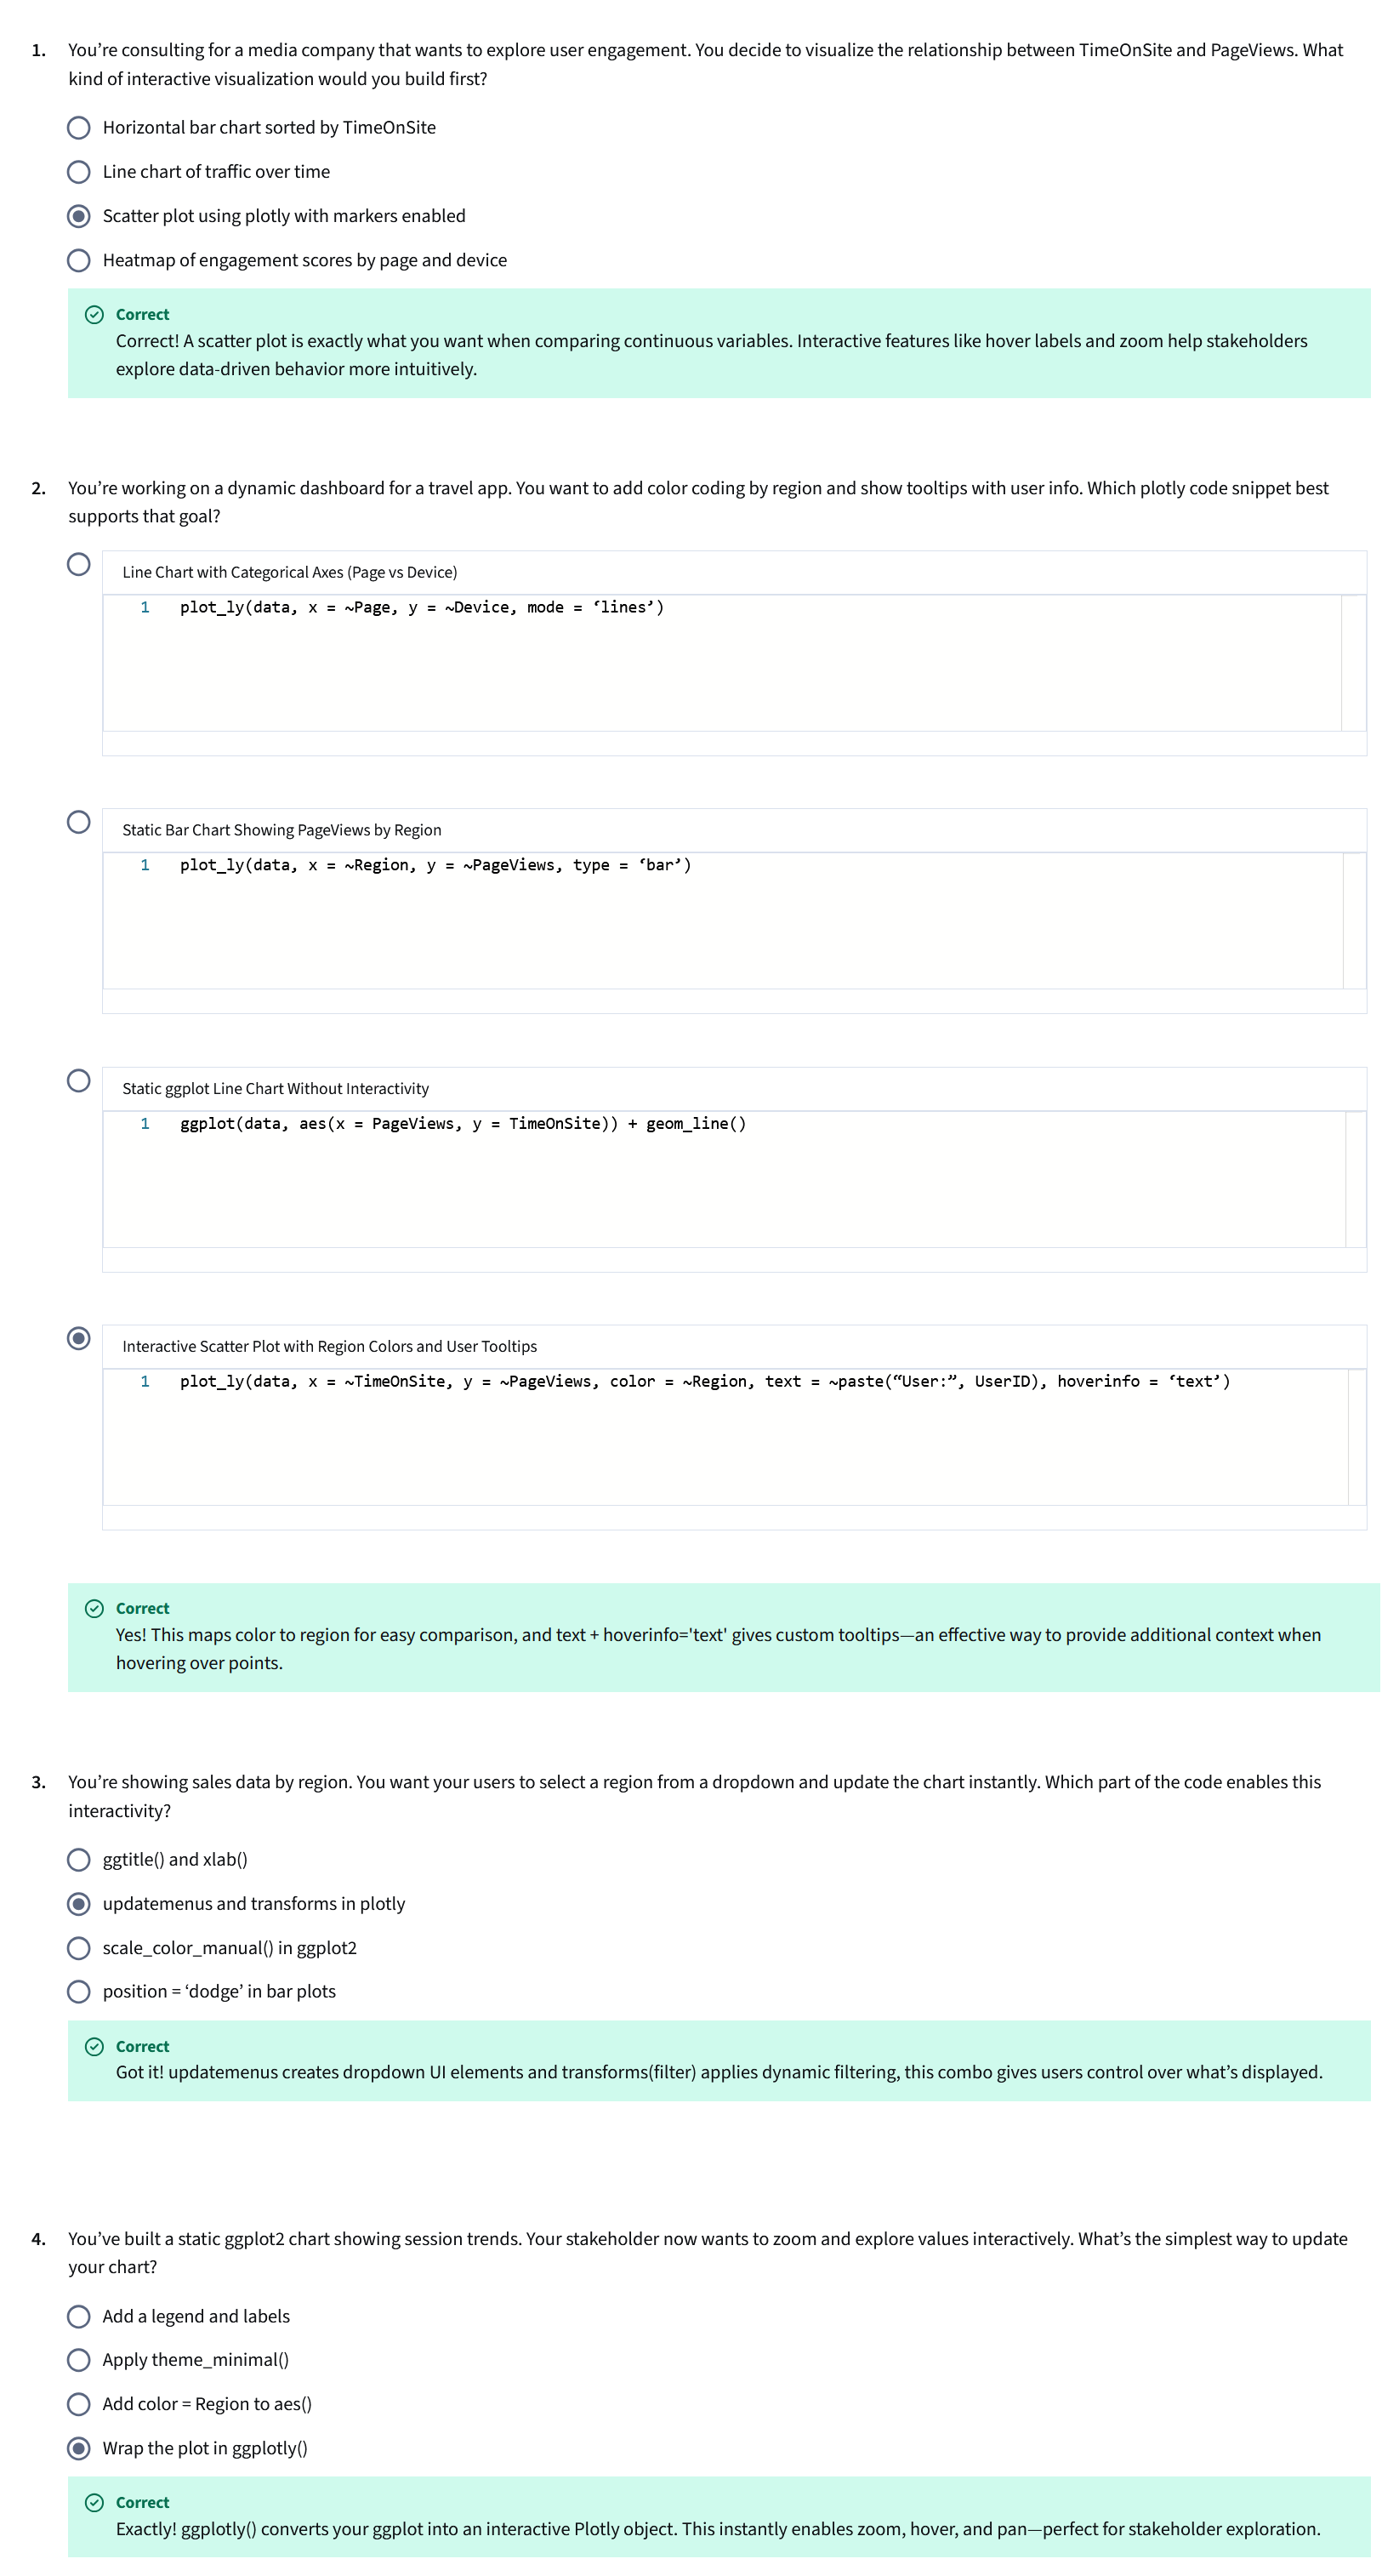 1. You’re consulting for a media company that wants to explore user engagement. You decide to visualize the relationship between TimeOnSite and PageViews. What
kind of interactive visualization would you build first?
Horizontal bar chart sorted by TimeOnSite
Line chart of traffic over time
Scatter plot using plotly with markers enabled
Heatmap of engagement scores by page and device
Correct
Correct! A scatter plot is exactly what you want when comparing continuous variables. Interactive features like hover labels and zoom help stakeholders
explore data-driven behavior more intuitively.
2. You’re working on a dynamic dashboard for a travel app. You want to add color coding by region and show tooltips with user info. Which plotly code snippet best
supports that goal?
Line Chart with Categorical Axes (Page vs Device)
1 plot_ly(data, x = ~Page, y = ~Device, mode = ‘lines’)
Static Bar Chart Showing PageViews by Region
1 plot_ly(data, x = ~Region, y = ~PageViews, type = ‘bar’)
Static ggplot Line Chart Without Interactivity
1 ggplot(data, aes(x = PageViews, y = TimeOnSite)) + geom_line()
Interactive Scatter Plot with Region Colors and User Tooltips
1 plot_ly(data, x = ~TimeOnSite, y = ~PageViews, color = ~Region, text = ~paste(“User:”, UserID), hoverinfo = ‘text’)
Correct
Yes! This maps color to region for easy comparison, and text + hoverinfo='text' gives custom tooltips—an effective way to provide additional context when
hovering over points.
3. You’re showing sales data by region. You want your users to select a region from a dropdown and update the chart instantly. Which part of the code enables this
interactivity?
ggtitle() and xlab()
updatemenus and transforms in plotly
scale_color_manual() in ggplot2
position = ‘dodge’ in bar plots
Correct
Got it! updatemenus creates dropdown UI elements and transforms(filter) applies dynamic filtering, this combo gives users control over what’s displayed.
4. You’ve built a static ggplot2 chart showing session trends. Your stakeholder now wants to zoom and explore values interactively. What’s the simplest way to update
your chart?
Add a legend and labels
Apply theme_minimal()
Add color = Region to aes()
Wrap the plot in ggplotly()
Correct
Exactly! ggplotly() converts your ggplot into an interactive Plotly object. This instantly enables zoom, hover, and pan—perfect for stakeholder exploration.